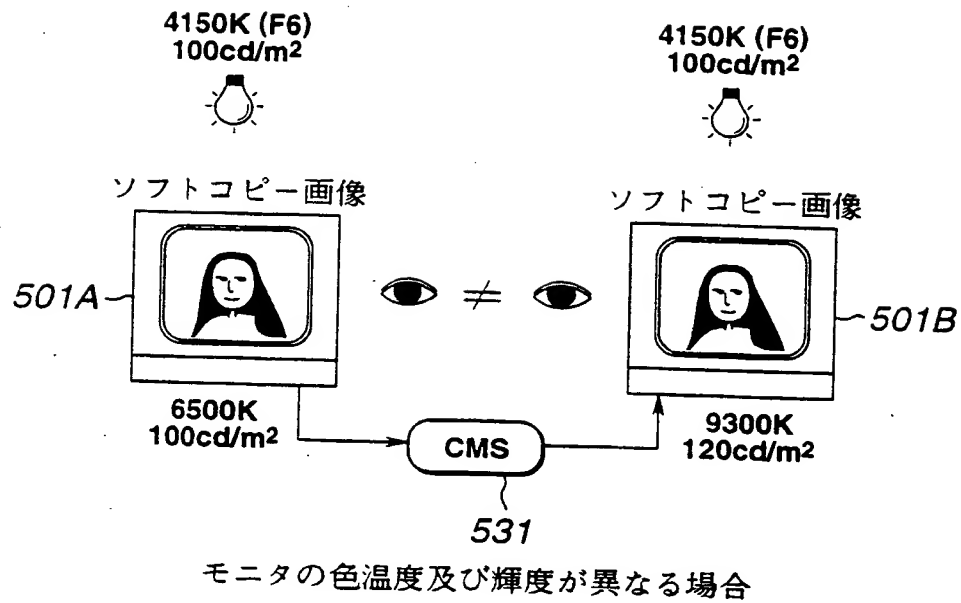 4150K (F6)
100cd/m2
4150K (F6)
100cd/m2
ソフトコピー画像
ソフトコピー画像
501A
≠
501B
6500K
100cd/m2
9300K
120cd/m2
CMS
531
モニタの色温度及び輝度が異なる場合